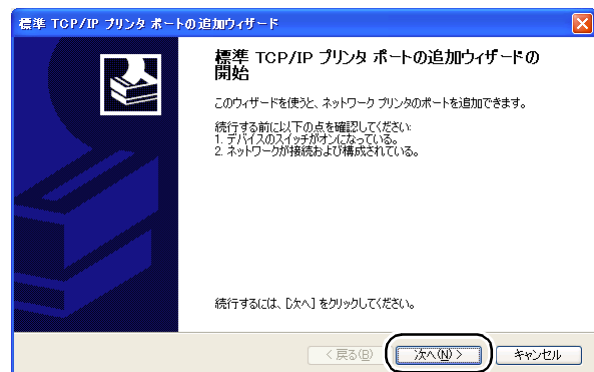 標準 TCP/IP プリンタ ポートの追加ウィザード
標準 TCP/IP プリンタ ポートの追加ウィザードの
開始
このウィザードを使うと、ネットワーク プリンタのポートを追加できます。
続行する前に以下の点を確認してください:
1. デバイスのスイッチがオンになっている。
2. ネットワークが接続および構成されている。
続行するには、[次へ] をクリックしてください。
< 戻る(B)
次へ(N) >
キャンセル